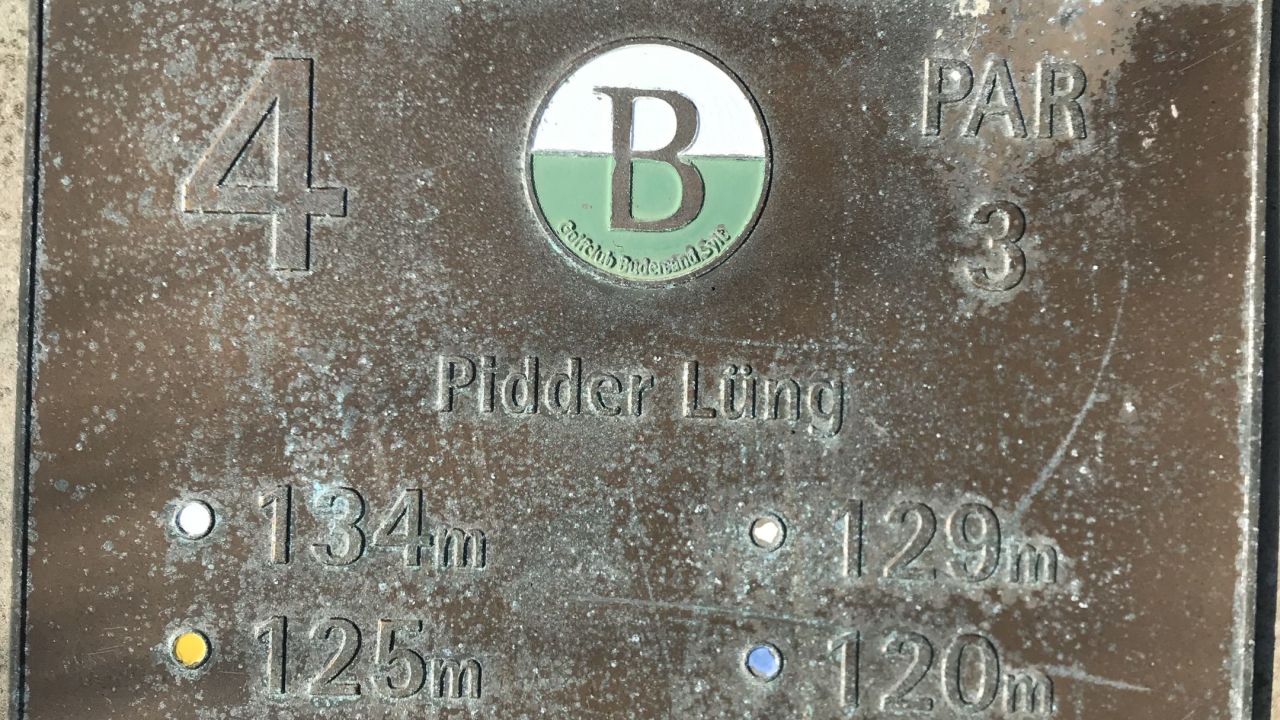 4
B
Golfclub Budersand Sylt
PAR
3
Pidder Lüng
134m
129m
125m
120m